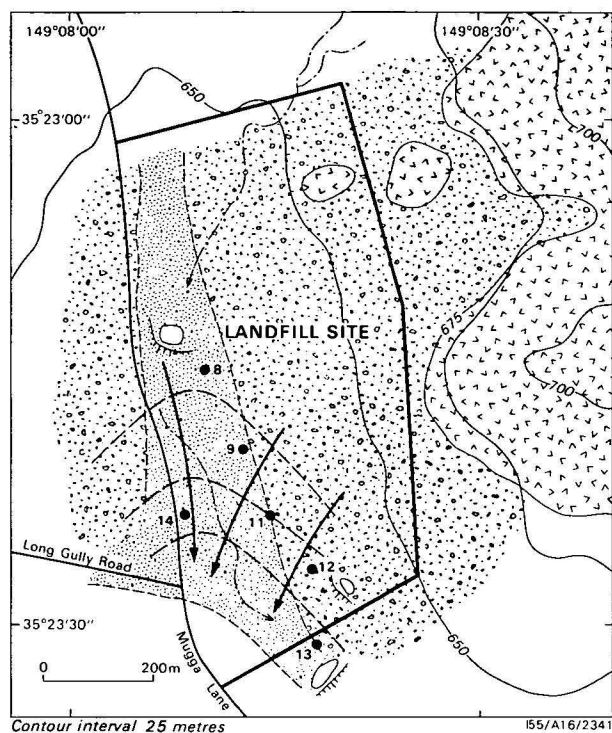 149°08'00"
149°08'30"
650
35°23'00"
700
LANDFILL SITE
675
8
700
9
14
11
Long Gully Road
12
35°23'30"
650
13
0 200m
Mugga Lane
Contour interval 25 metres
I55/A16/2341